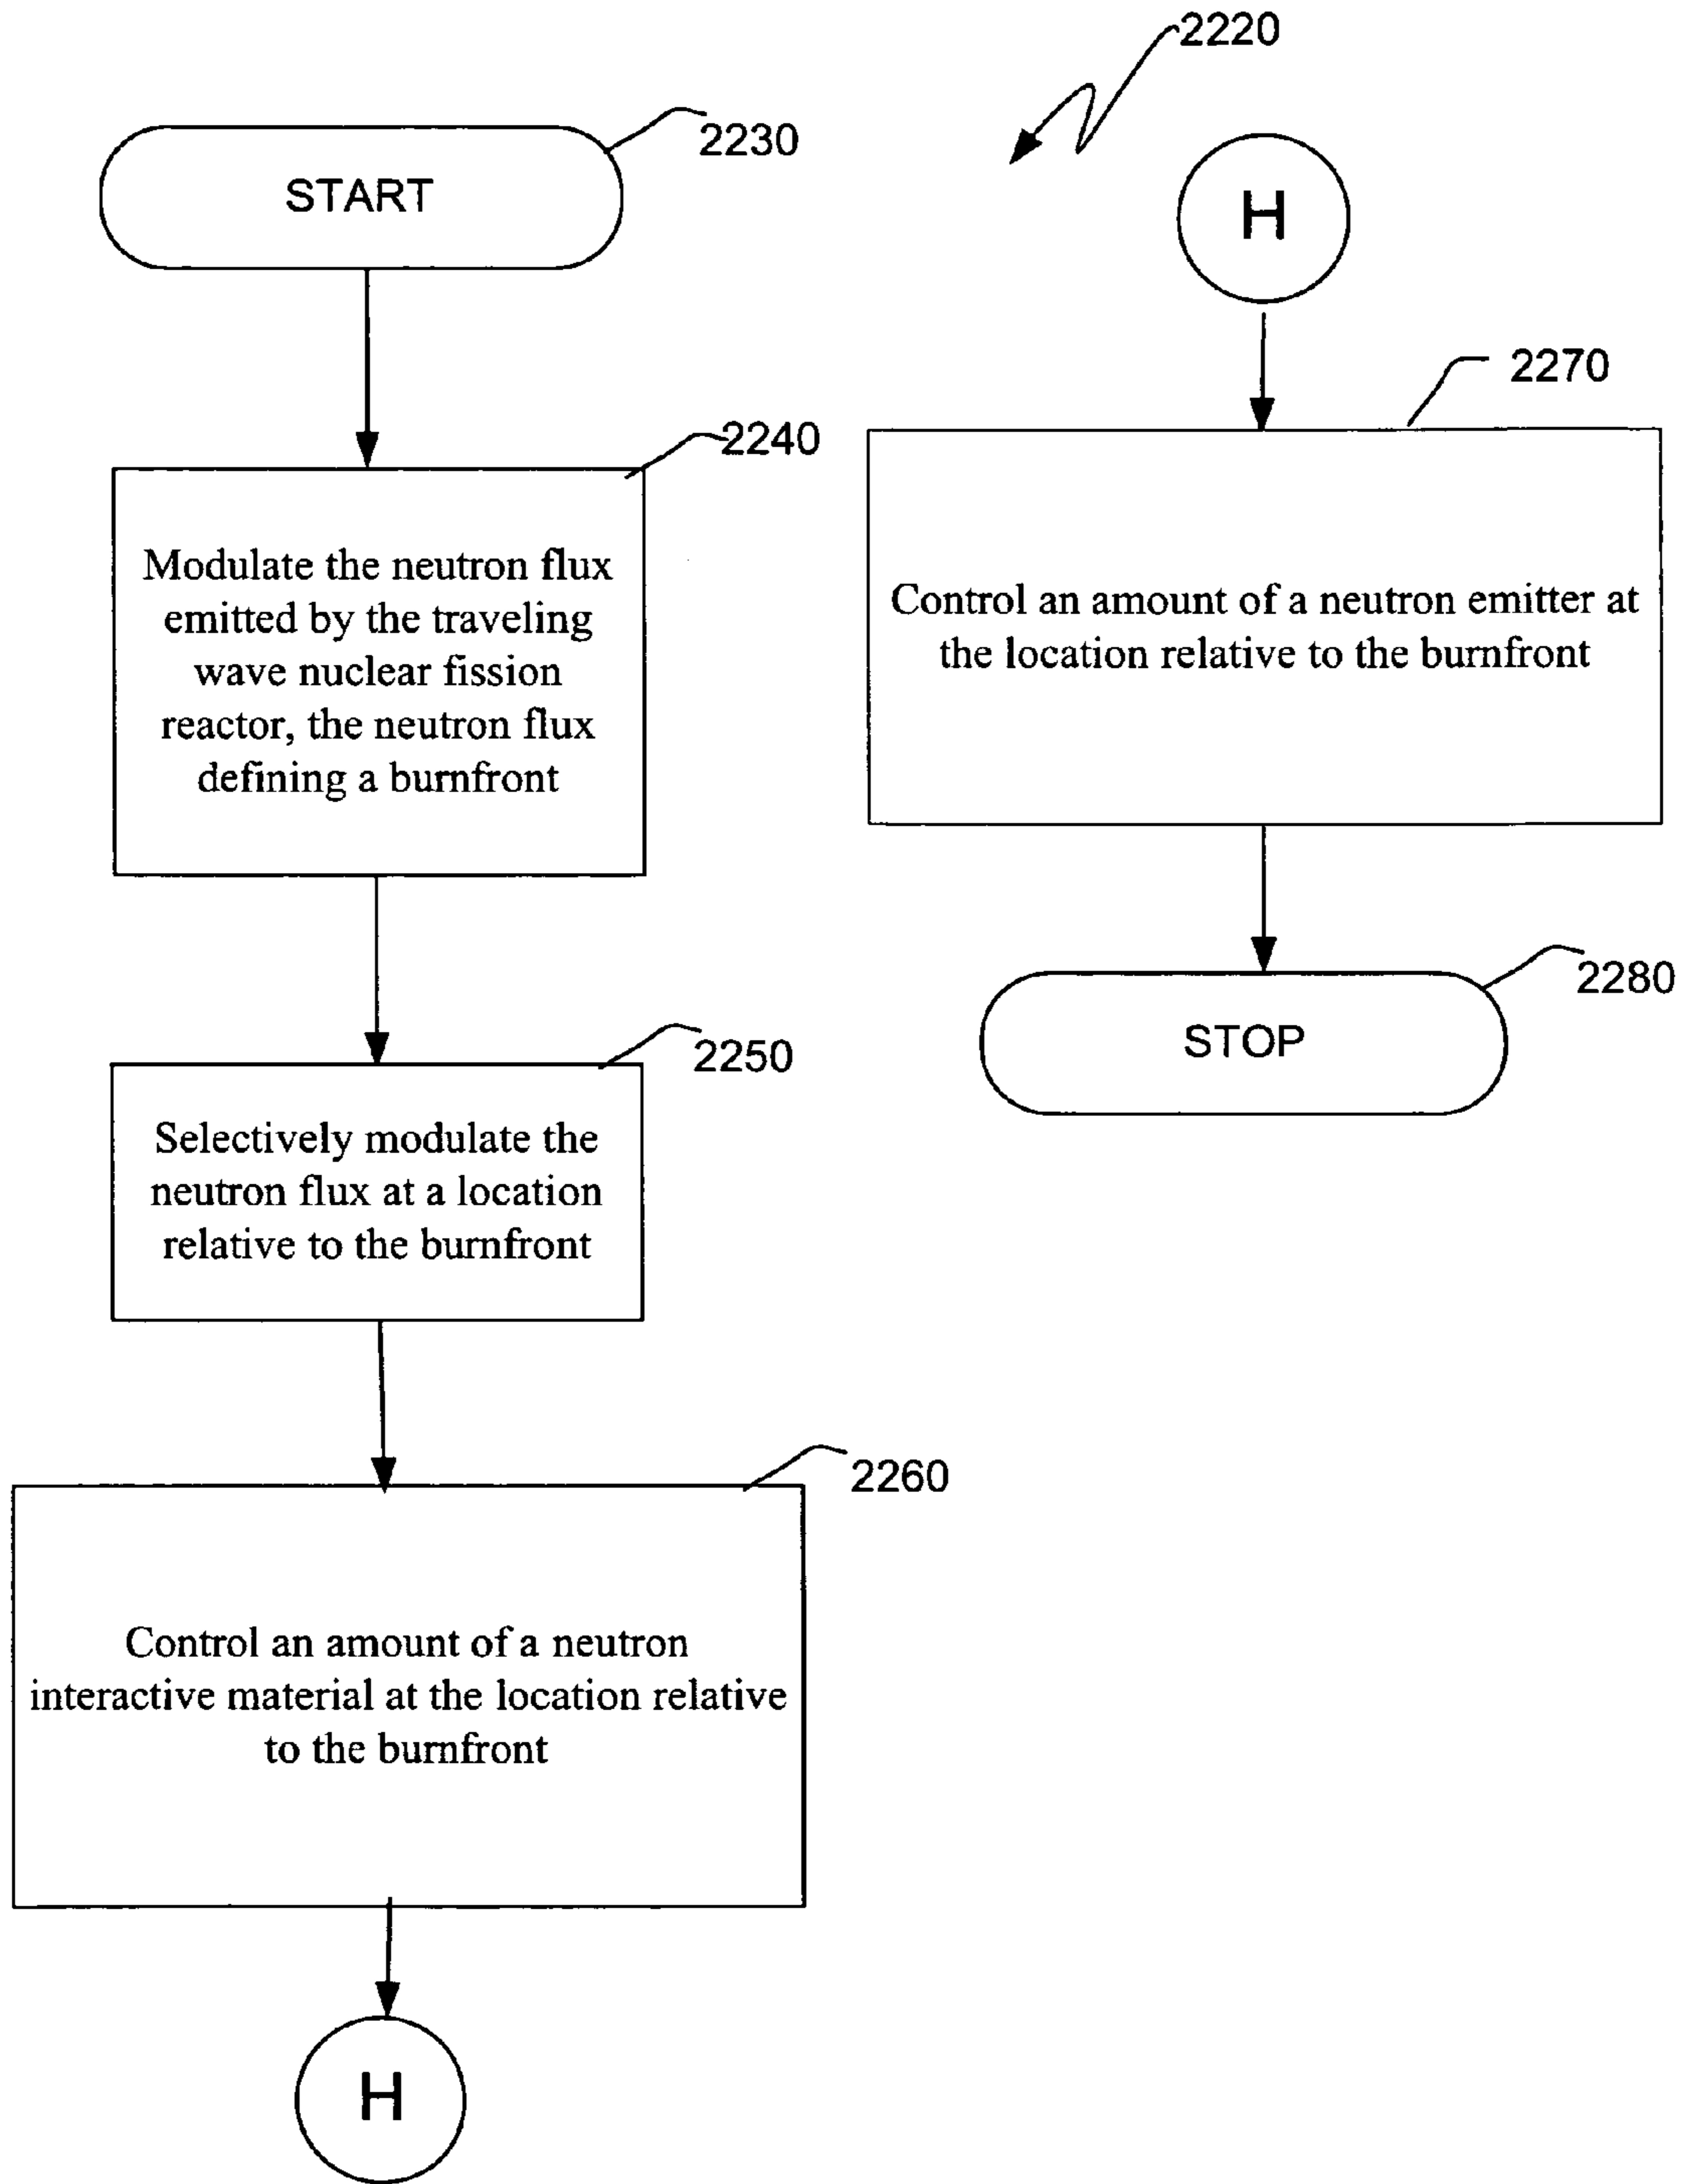 2220
2230
START
2240
Modulate the neutron flux
emitted by the traveling
wave nuclear fission
reactor, the neutron flux
defining a burnfront
2250
Selectively modulate the
neutron flux at a location
relative to the burnfront
2260
Control an amount of a neutron
interactive material at the location relative
to the burnfront
H
H
2270
Control an amount of a neutron emitter at
the location relative to the burnfront
2280
STOP